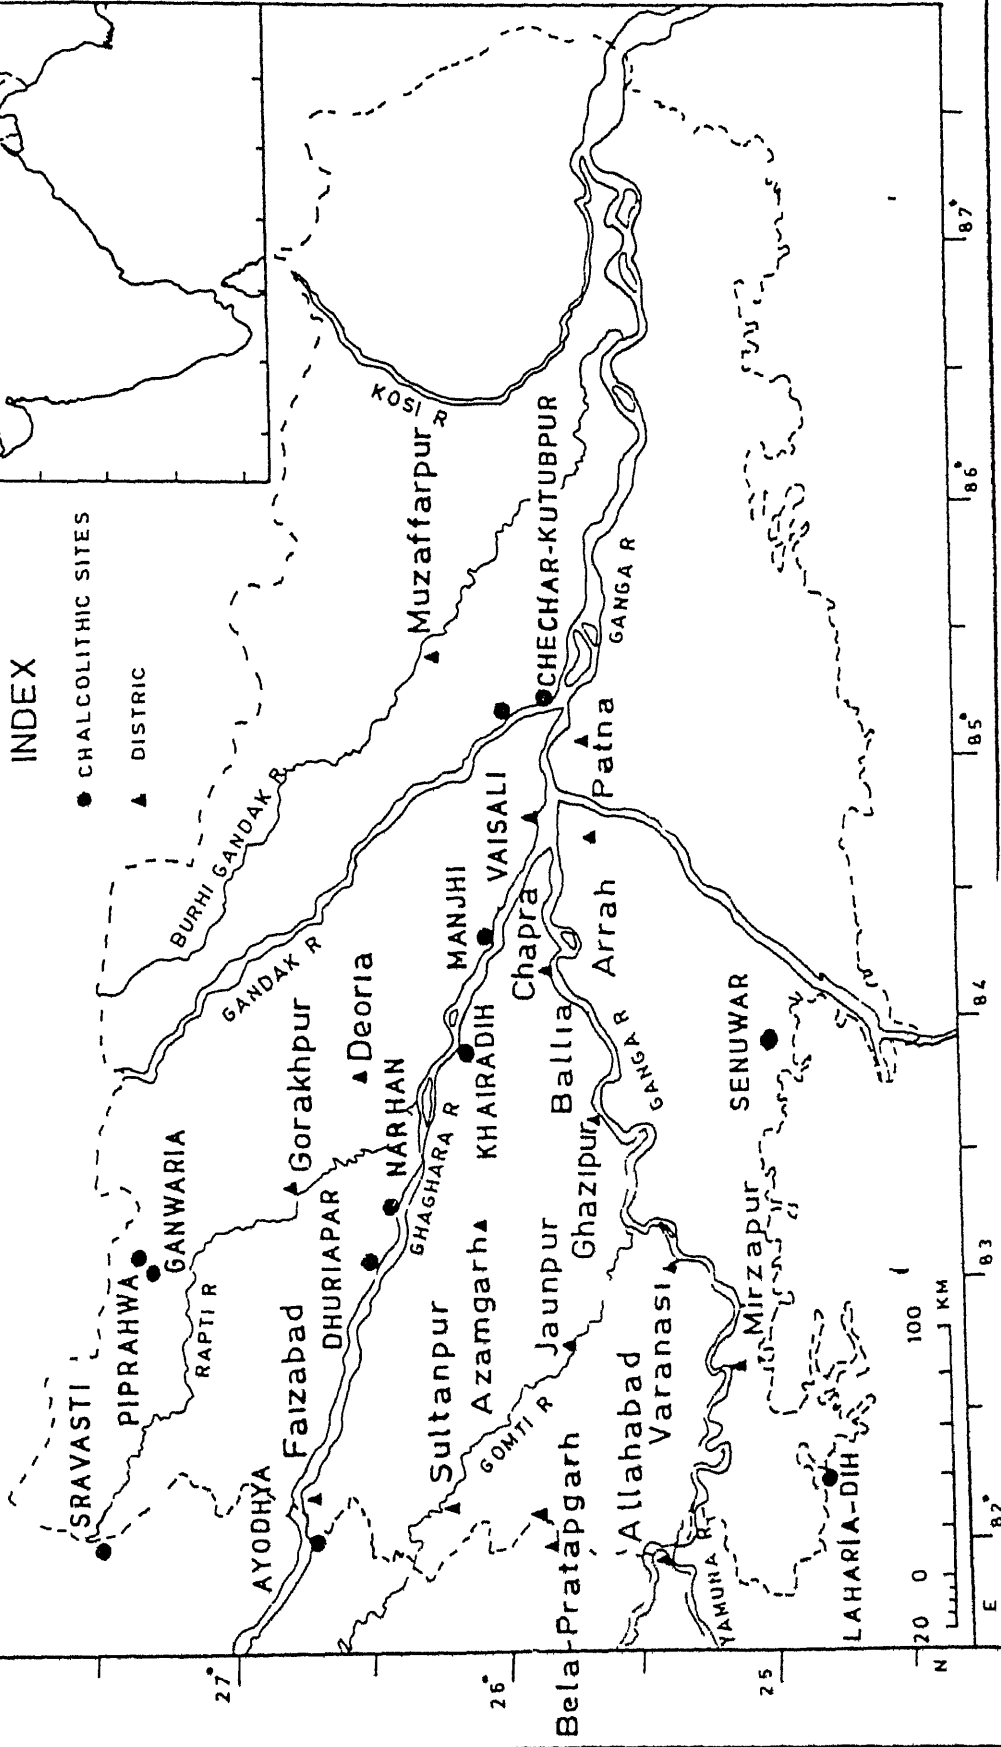 INDEX
● CHALCOLITHIC SITES
▲ DISTRIC
SRAVASTI
PIPRAHWA
GANWARIA
RAPTI R
BURHI GANDAK R
GANDAK R
KOSI R
Muzaffarpur
Gorakhpur
Deoria
AYODHYA
Faizabad
DHURIAPAR
NARHAN
GHAGHARA R
KHAIRADIH
MANJHI
VAISALI
CHECHAR-KUTUBPUR
Sultanpur
Azamgarh
GOMTI R
Jaunpur
Ghazipur
Ballia
Chapra
Arrah
Patna
GANGA R
GANGA R
Bela-Pratapgarh
Allahabad
Varanasi
Mirzapur
SENUWAR
YAMUNA R
LAHARIA-DIH
20 0 100 KM
27°
26°
25
N
E
82°
83
84
85°
86°
87°